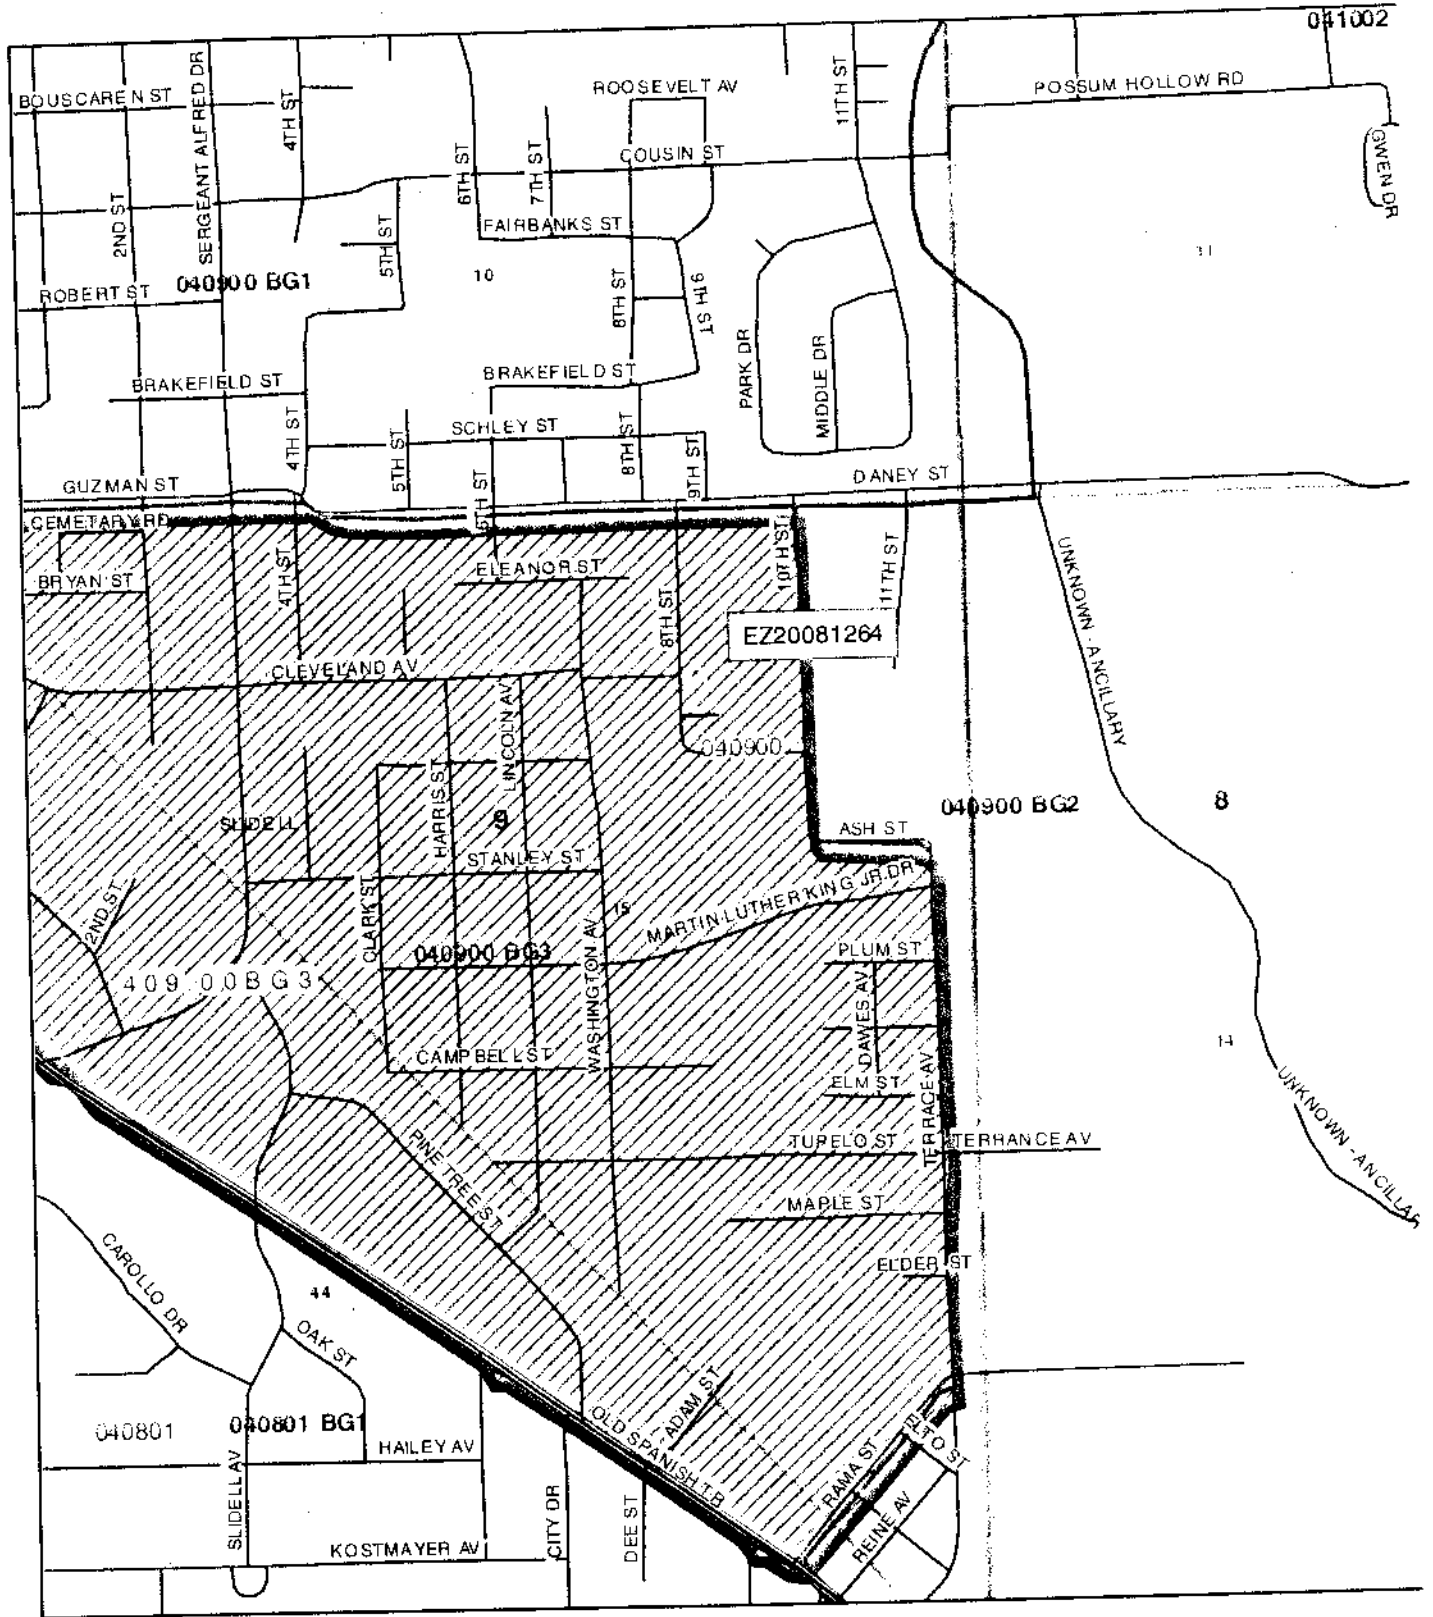 041002
POSSUM HOLLOW RD
ROOSEVELT AV
BOUSCAREN ST
SERGEANT ALFRED DR
4TH ST
11TH ST
COUSIN ST
6TH ST
7TH ST
GWEN DR
2ND ST
FAIRBANKS ST
5TH ST
11
040900 BG1
10
ROBERT ST
8TH ST
9TH ST
PARK DR
MIDDLE DR
BRAKEFIELD ST
BRAKEFIELD ST
4TH ST
SCHLEY ST
5TH ST
8TH ST
9TH ST
DANEY ST
GUZMAN ST
6TH ST
CEMETARY RD
10TH ST
BRYAN ST
4TH ST
ELEANOR ST
8TH ST
11TH ST
UNKNOWN - ANCILLARY
EZ20081264
CLEVELAND AV
LINCOLN AV
040900
HARRIS ST
040900 BG2
8
SLIDELL
9
ASH ST
STANLEY ST
CLARK ST
2ND ST
MARTIN LUTHER KING JR DR
15
040900 BG3
PLUM ST
40900BG3
WASHINGTON AV
DAWES AV
14
CAMPBELL ST
ELM ST
TERRACE AV
UNKNOWN - ANCILLAR
PINE TREE ST
TUPELO ST
TERRANCE AV
MAPLE ST
CAROLLO DR
ELDER ST
44
OAK ST
ADAM ST
040801
040801 BG1
OLD SPANISH TR
ELTO ST
HAILEY AV
RAMA ST
REINE AV
SLIDELL AV
CITY DR
DEE ST
KOSTMAYER AV